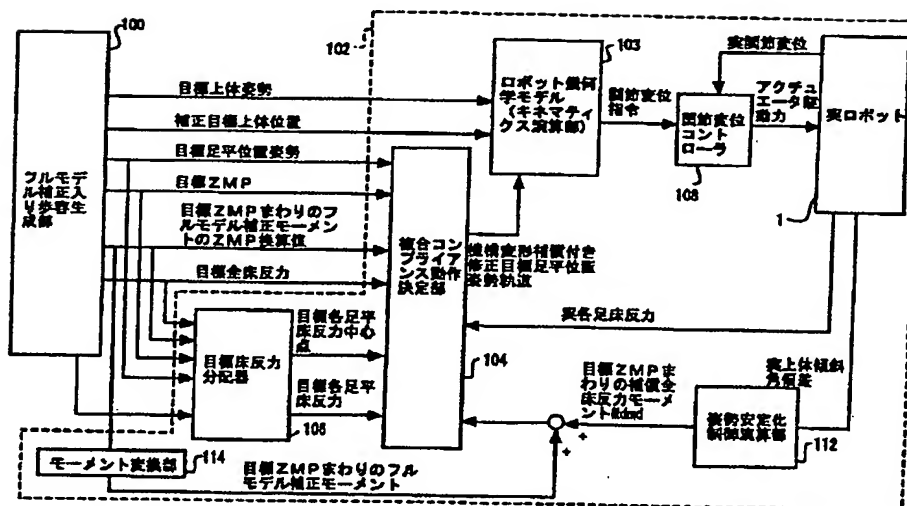 100
102
103
実関節変位
目標上体姿勢
ロボット幾何
学モデル
(キネマティ
クス演算部)
関節変位
指令
アクチュ
エータ駆
動力
実ロボット
補正目標上体位置
関節変位
コント
ローラ
108
1
目標足平位置姿勢
目標ZMP
フルモデ
ル補正入
り歩容生
成部
目標ZMPまわりのフ
ルモデル補正モーメン
トのZMP換算値
複合コン
プライア
ンス動作
決定部
機構変形補償付き
修正目標足平位置
姿勢軌道
目標全床反力
実各足床反力
目標床反力
分配器
106
目標各足平
床反力中心
点
目標各足平
床反力
104
目標ZMPま
わりの補償全
床反力モーメ
ントMdmd
実上体傾斜
角偏差
姿勢安定化
制御演算部
112
+
+
モーメント変換部
114
目標ZMPまわりのフル
モデル補正モーメント